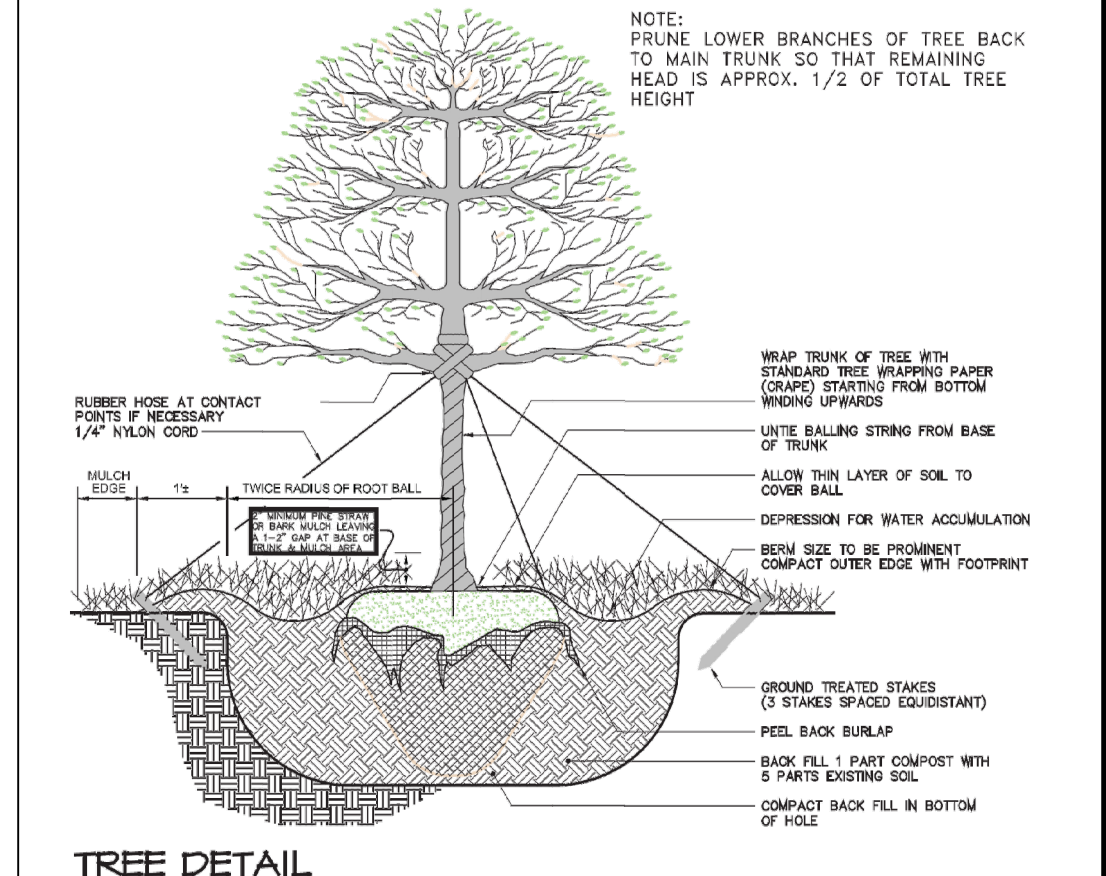 NOTE:
PRUNE LOWER BRANCHES OF TREE BACK
TO MAIN TRUNK SO THAT REMAINING
HEAD IS APPROX. 1/2 OF TOTAL TREE
HEIGHT
WRAP TRUNK OF TREE WITH
STANDARD TREE WRAPPING PAPER
(CRAPE) STARTING FROM BOTTOM
WINDING UPWARDS
RUBBER HOSE AT CONTACT
POINTS IF NECESSARY
1/4" NYLON CORD
UNTIE BALLING STRING FROM BASE
OF TRUNK
MULCH
EDGE
1'±
TWICE RADIUS OF ROOT BALL
ALLOW THIN LAYER OF SOIL TO
COVER BALL
2" MINIMUM PINE STRAW
OR BARK MULCH LEAVING
A 1-2" GAP AT BASE OF
TRUNK & MULCH AREA
DEPRESSION FOR WATER ACCUMULATION
BERM SIZE TO BE PROMINENT
COMPACT OUTER EDGE WITH FOOTPRINT
GROUND TREATED STAKES
(3 STAKES SPACED EQUIDISTANT)
PEEL BACK BURLAP
BACK FILL 1 PART COMPOST WITH
5 PARTS EXISTING SOIL
COMPACT BACK FILL IN BOTTOM
OF HOLE
TREE DETAIL